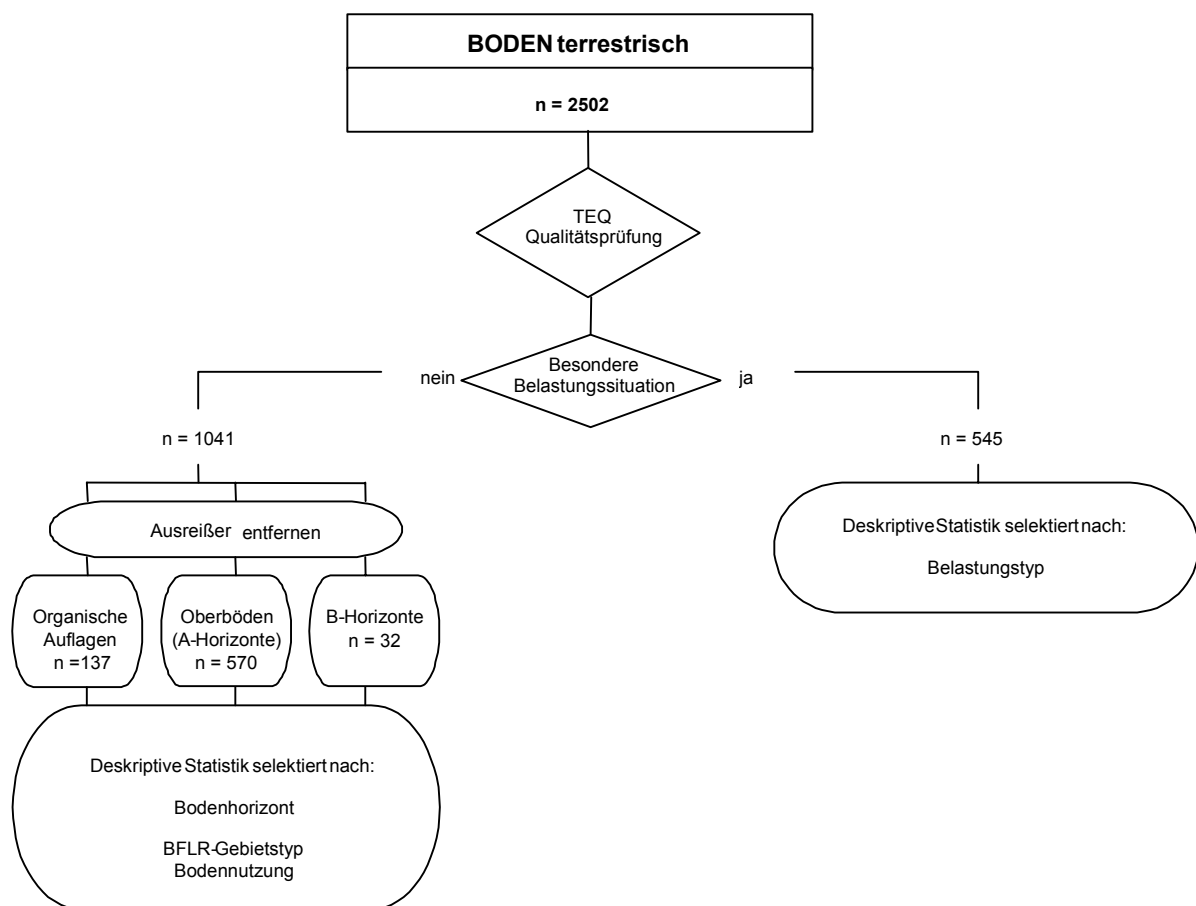 BODEN terrestrisch
n = 2502
TEQ
Qualitätsprüfung
Besondere
Belastungssituation
nein
ja
n = 1041
n = 545
Ausreißer entfernen
Organische
Auflagen
n =137
Oberböden
(A-Horizonte)
n = 570
B-Horizonte
n = 32
Deskriptive Statistik selektiert nach:
Belastungstyp
Deskriptive Statistik selektiert nach:
Bodenhorizont
BFLR-Gebietstyp
Bodennutzung